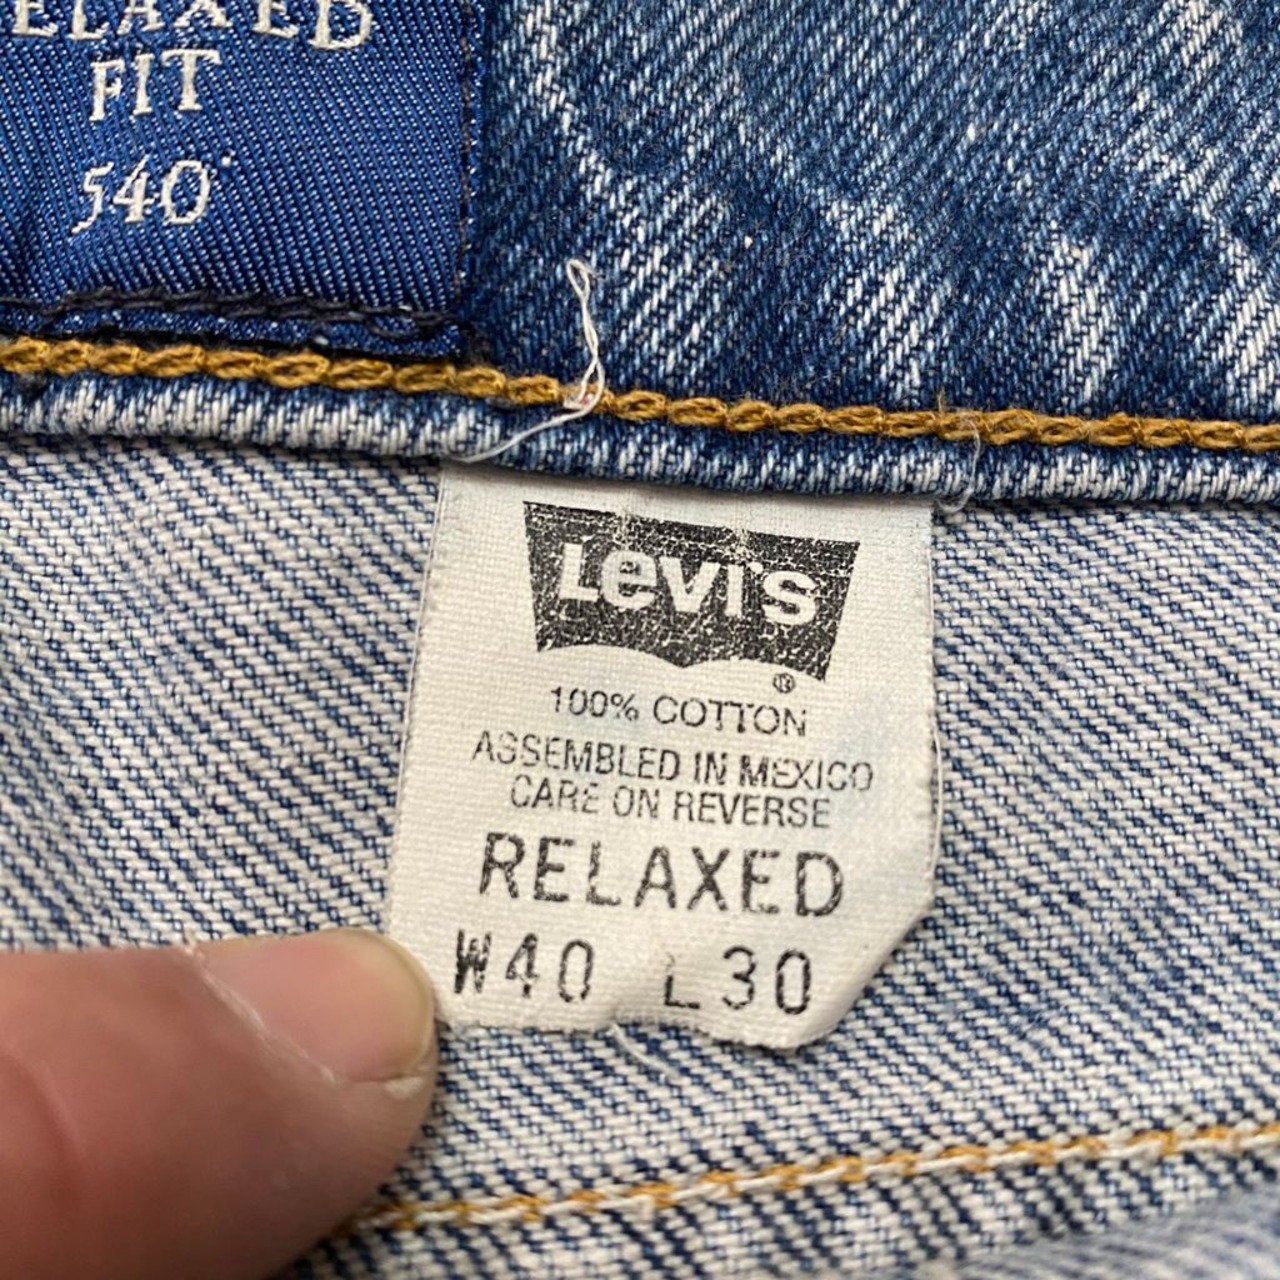 ELAXED
FIT
540
Levi's
®
100% COTTON
ASSEMBLED IN MEXICO
CARE ON REVERSE
RELAXED
W40 L30